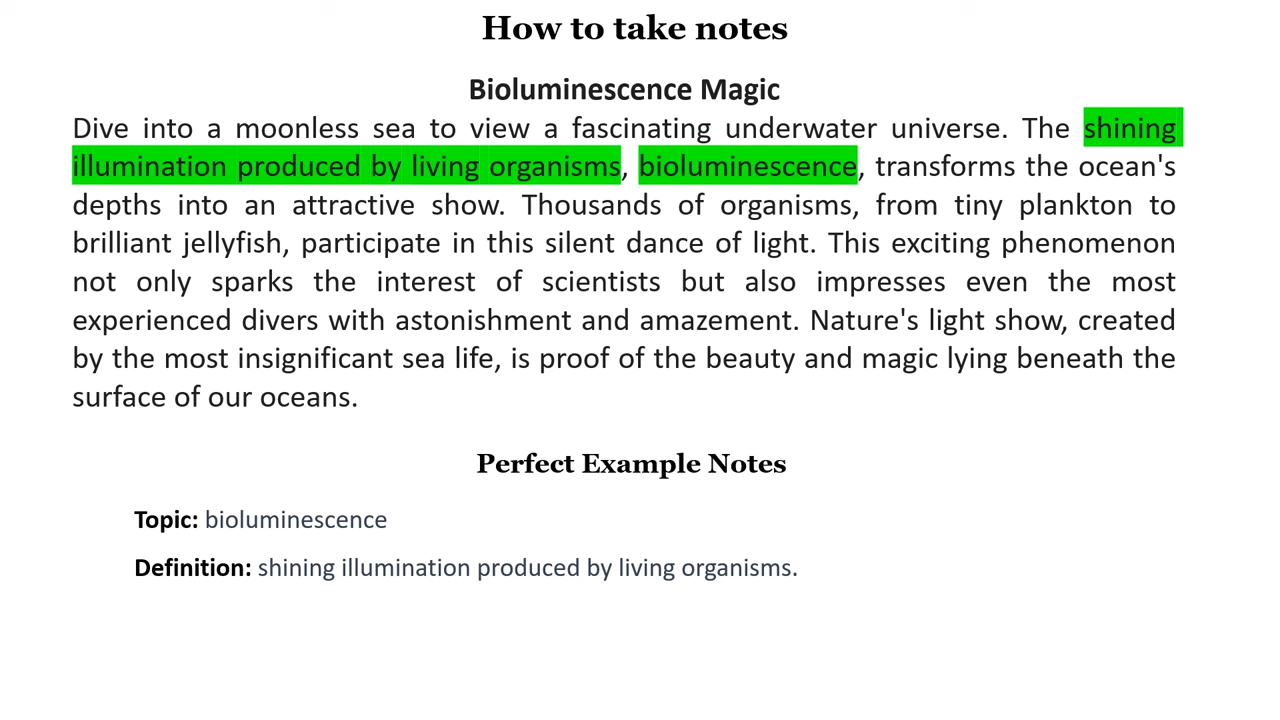 How to take notes
Bioluminescence Magic
Dive into a moonless sea to view a fascinating underwater universe. The shining
illumination produced by living organisms, bioluminescence, transforms the ocean's
depths into an attractive show. Thousands of organisms, from tiny plankton to
brilliant jellyfish, participate in this silent dance of light. This exciting phenomenon
not only sparks the interest of scientists but also impresses even the most
experienced divers with astonishment and amazement. Nature's light show, created
by the most insignificant sea life, is proof of the beauty and magic lying beneath the
surface of our oceans.
Perfect Example Notes
Topic: bioluminescence
Definition: shining illumination produced by living organisms.